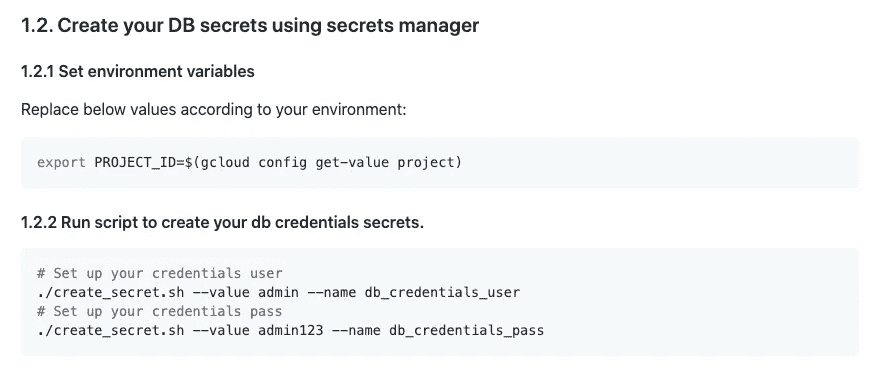 1.2. Create your DB secrets using secrets manager
1.2.1 Set environment variables
Replace below values according to your environment:
export PROJECT_ID=$(gcloud config get-value project)
1.2.2 Run script to create your db credentials secrets.
# Set up your credentials user
./create_secret.sh --value admin --name db_credentials_user
# Set up your credentials pass
./create_secret.sh --value admin123 --name db_credentials_pass